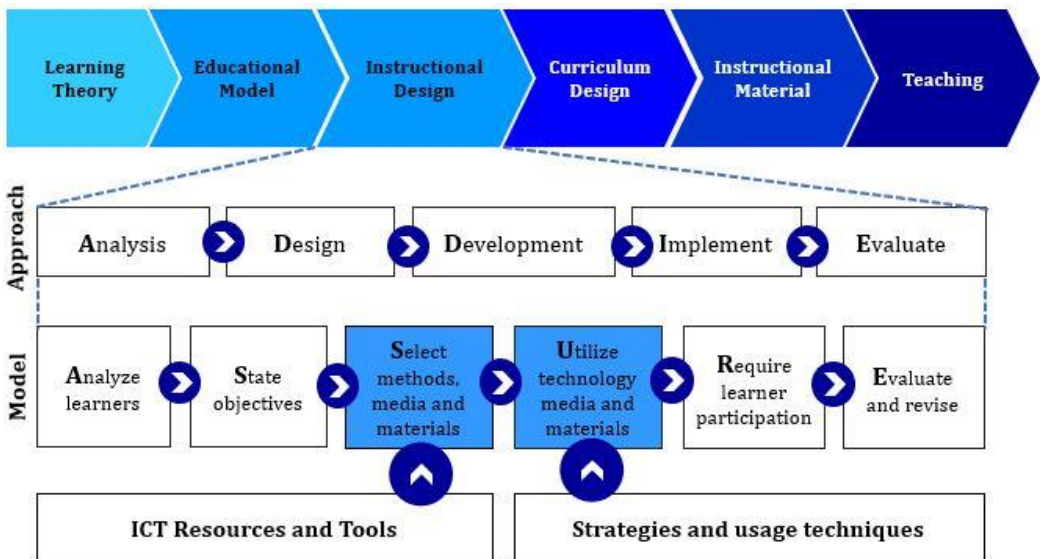 Learning
Theory
Educational
Model
Instructional
Design
Curriculum
Design
Instructional
Material
Teaching
Approach
Analysis
Design
Development
Implement
Evaluate
Model
Analyze
learners
State
objectives
Select
methods,
media and
materials
Utilize
technology
media and
materials
Require
learner
participation
Evaluate
and revise
ICT Resources and Tools
Strategies and usage techniques